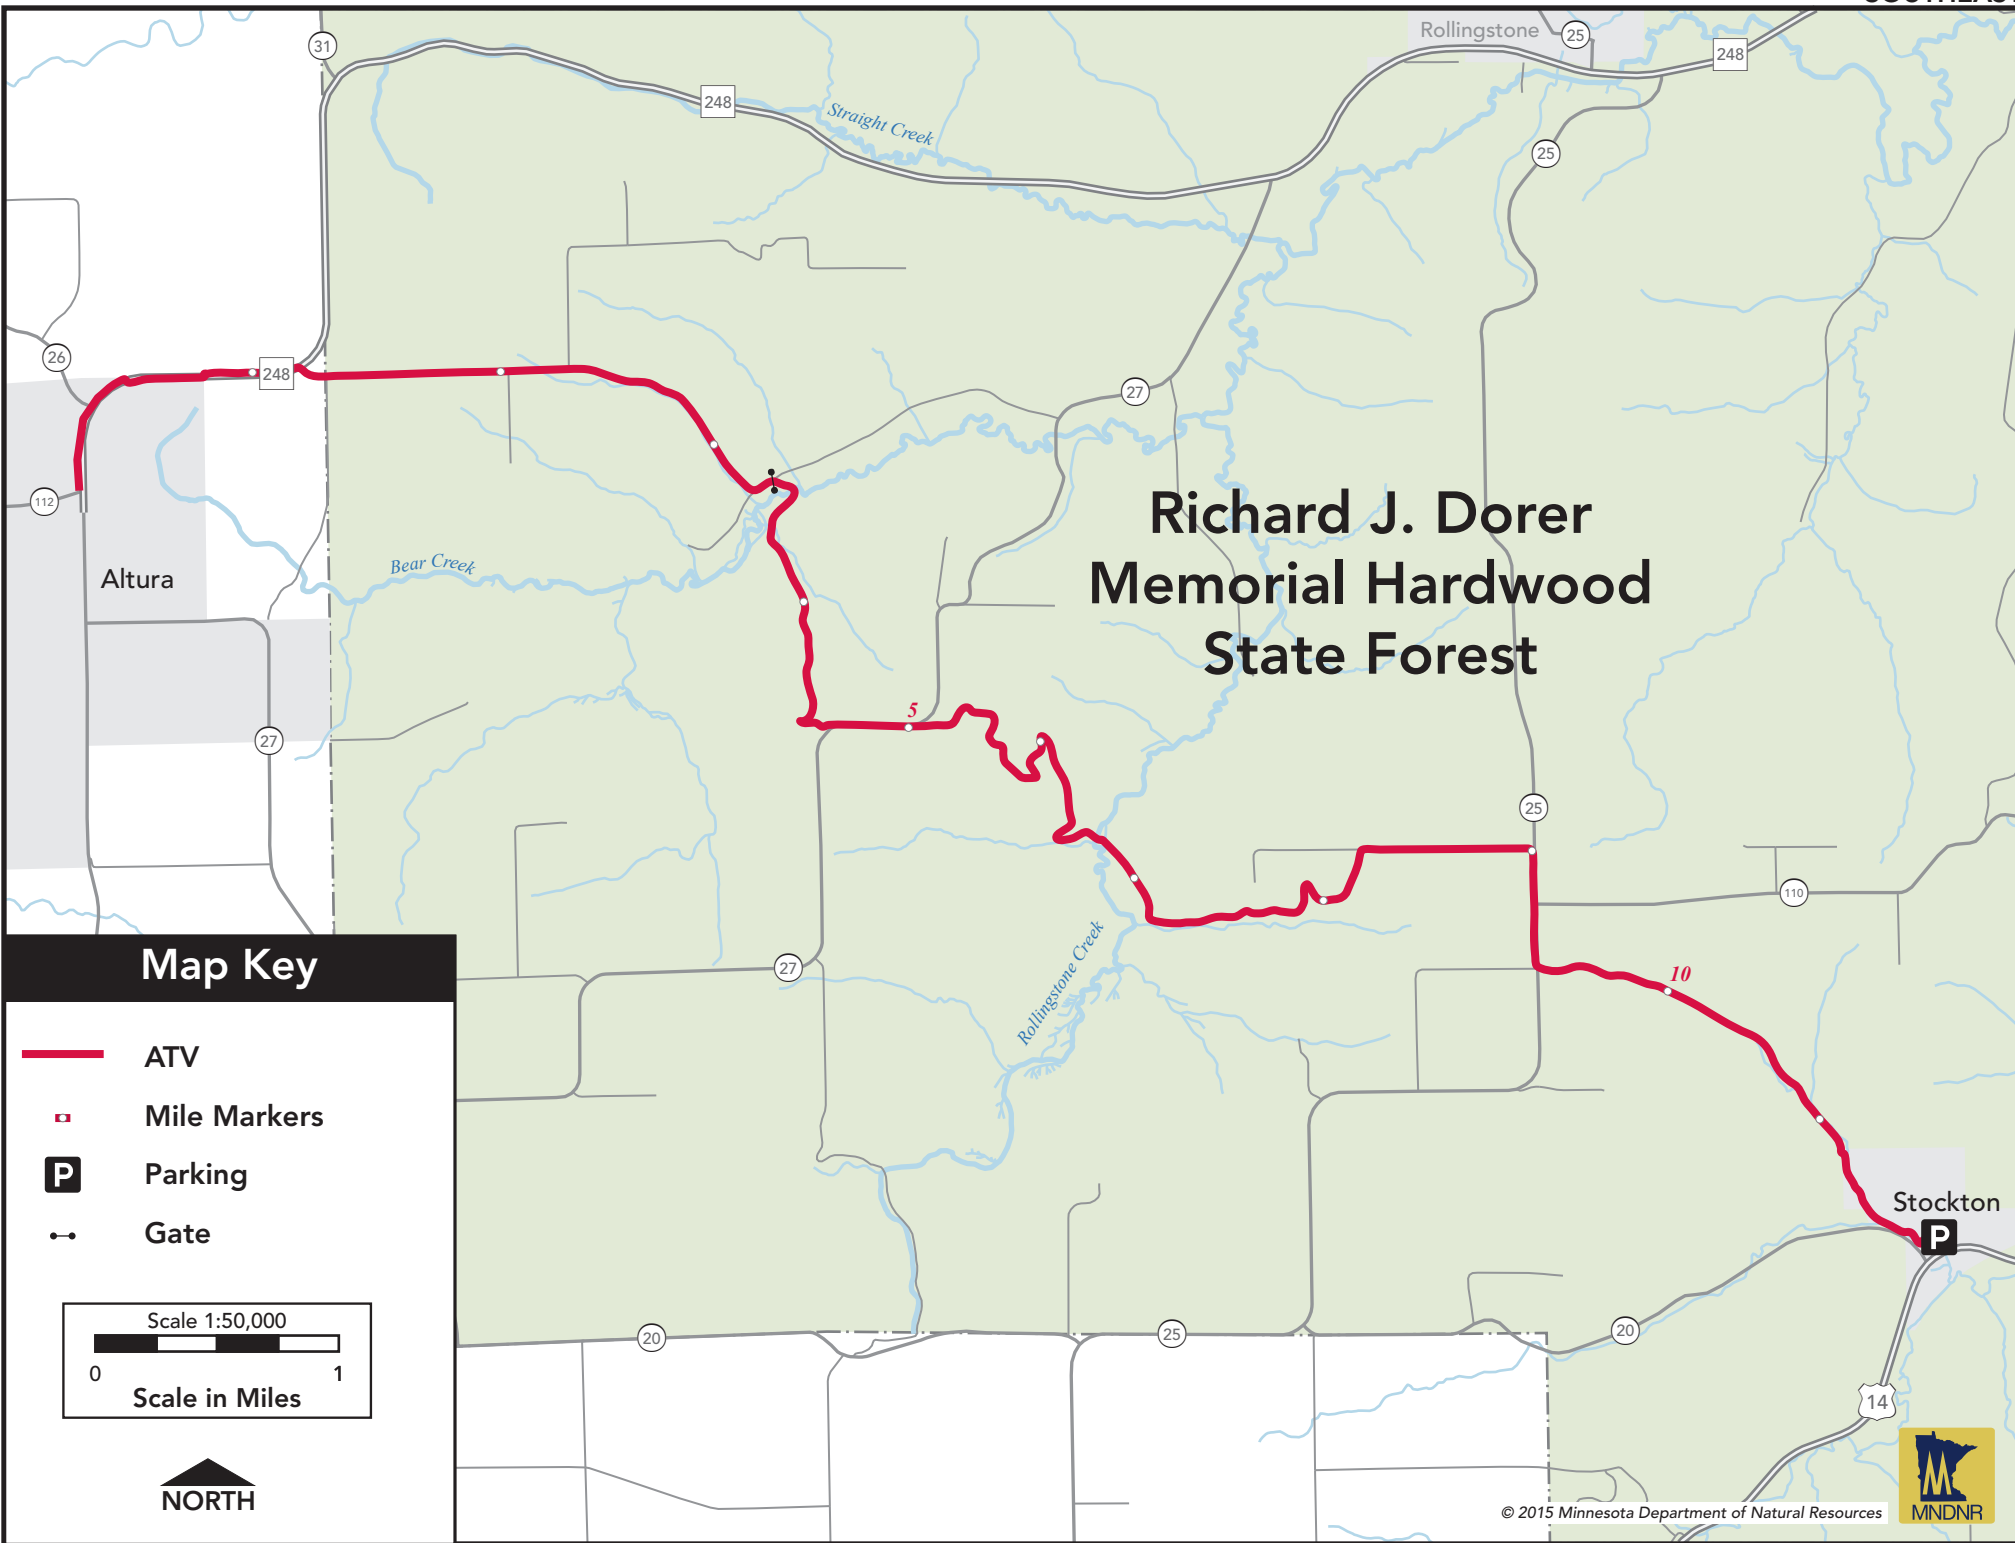 31
Rollingstone
25
248
248
Straight Creek
25
26
248
27
112
Altura
Bear Creek
Richard J. Dorer
Memorial Hardwood
State Forest
5
27
25
110
Rollingstone Creek
27
10
Map Key
ATV
Mile Markers
P
Parking
Gate
Scale 1:50,000
0
1
Scale in Miles
NORTH
Stockton
P
20
25
20
14
© 2015 Minnesota Department of Natural Resources
MNDNR